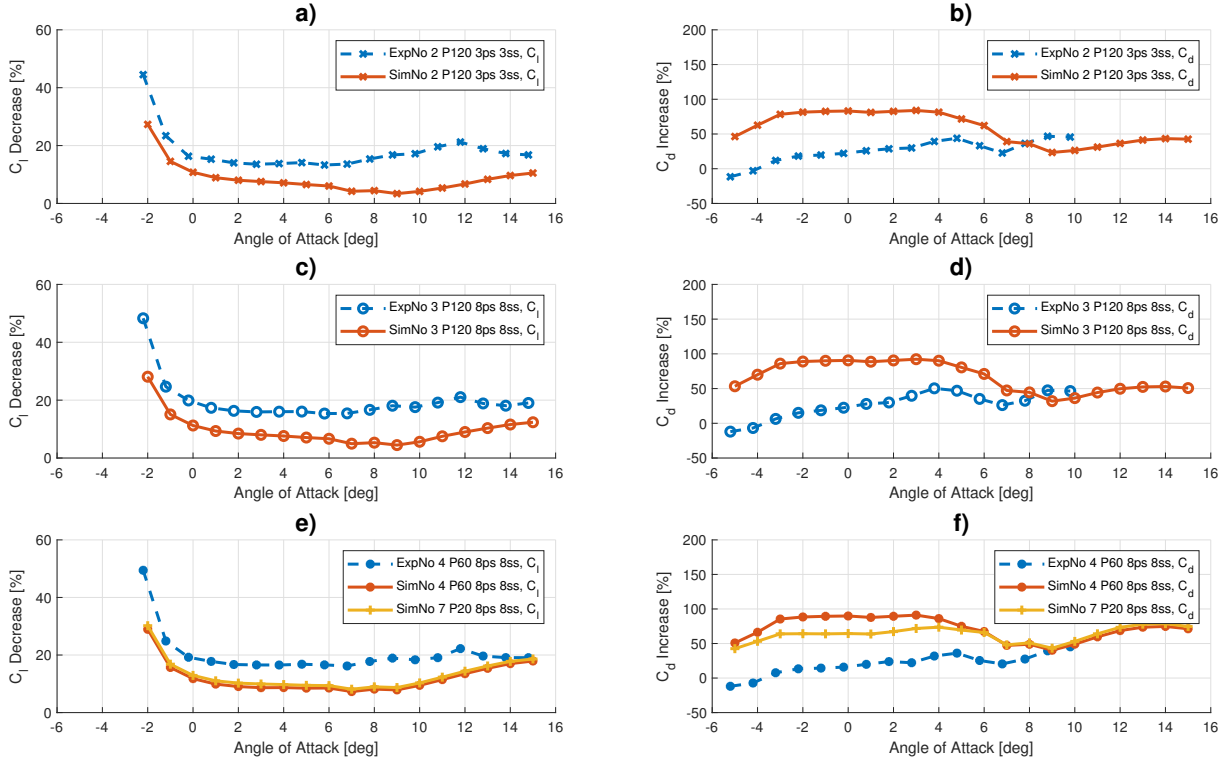 a)
60
40
20
0
C_l Decrease [%]
ExpNo 2 P120 3ps 3ss, C_l
SimNo 2 P120 3ps 3ss, C_l
-6 -4 -2 0 2 4 6 8 10 12 14 16
Angle of Attack [deg]
b)
200
150
100
50
0
-50
C_d Increase [%]
ExpNo 2 P120 3ps 3ss, C_d
SimNo 2 P120 3ps 3ss, C_d
-6 -4 -2 0 2 4 6 8 10 12 14 16
Angle of Attack [deg]
c)
60
40
20
0
C_l Decrease [%]
ExpNo 3 P120 8ps 8ss, C_l
SimNo 3 P120 8ps 8ss, C_l
-6 -4 -2 0 2 4 6 8 10 12 14 16
Angle of Attack [deg]
d)
200
150
100
50
0
-50
C_d Increase [%]
ExpNo 3 P120 8ps 8ss, C_d
SimNo 3 P120 8ps 8ss, C_d
-6 -4 -2 0 2 4 6 8 10 12 14 16
Angle of Attack [deg]
e)
60
40
20
0
C_l Decrease [%]
ExpNo 4 P60 8ps 8ss, C_l
SimNo 4 P60 8ps 8ss, C_l
SimNo 7 P20 8ps 8ss, C_l
-6 -4 -2 0 2 4 6 8 10 12 14 16
Angle of Attack [deg]
f)
200
150
100
50
0
-50
C_d Increase [%]
ExpNo 4 P60 8ps 8ss, C_d
SimNo 4 P60 8ps 8ss, C_d
SimNo 7 P20 8ps 8ss, C_d
-6 -4 -2 0 2 4 6 8 10 12 14 16
Angle of Attack [deg]